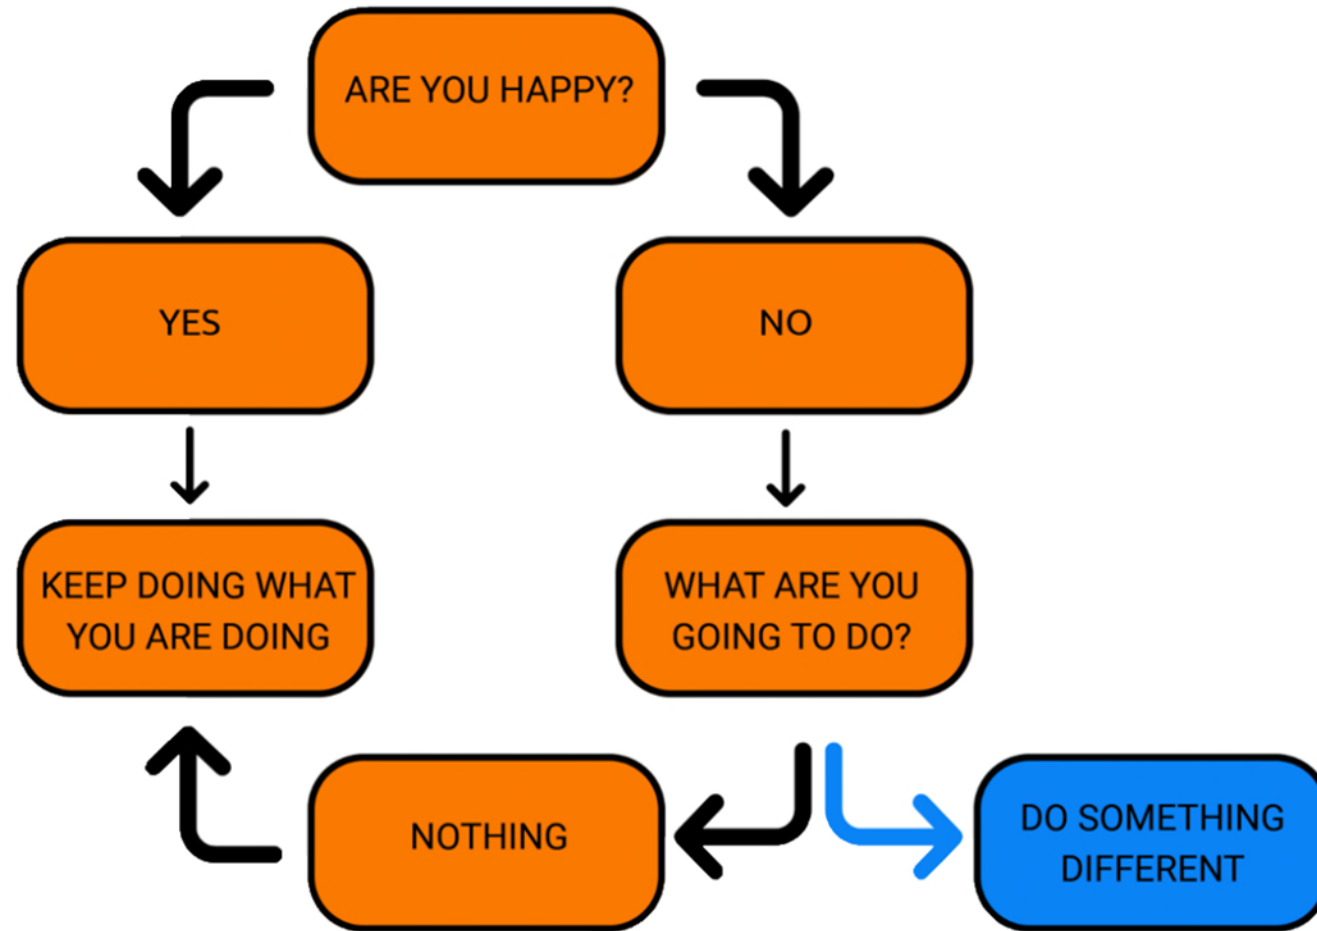 ARE YOU HAPPY?
YES
NO
KEEP DOING WHAT
YOU ARE DOING
WHAT ARE YOU
GOING TO DO?
NOTHING
DO SOMETHING
DIFFERENT